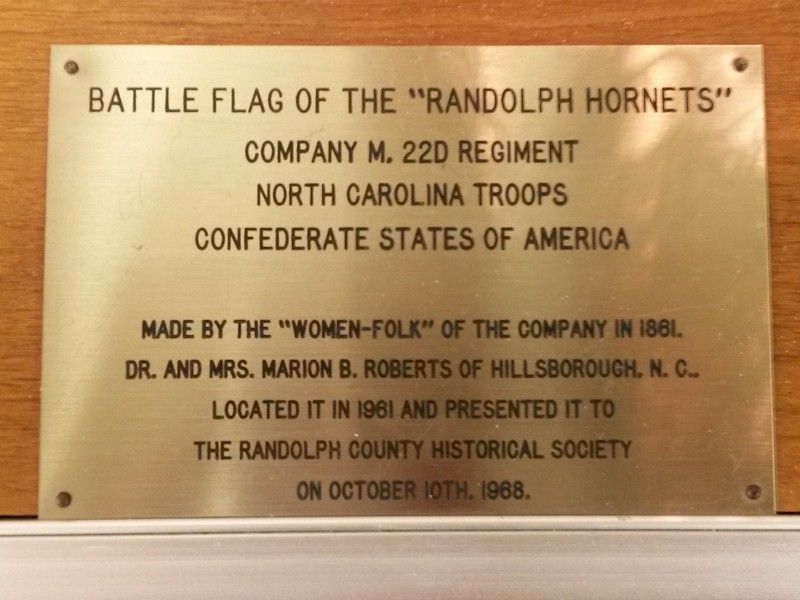 BATTLE FLAG OF THE "RANDOLPH HORNETS"
COMPANY M. 22D REGIMENT
NORTH CAROLINA TROOPS
CONFEDERATE STATES OF AMERICA
MADE BY THE "WOMEN-FOLK" OF THE COMPANY IN 1861.
DR. AND MRS. MARION B. ROBERTS OF HILLSBOROUGH. N. C..
LOCATED IT IN 1961 AND PRESENTED IT TO
THE RANDOLPH COUNTY HISTORICAL SOCIETY
ON OCTOBER 10TH. 1968.